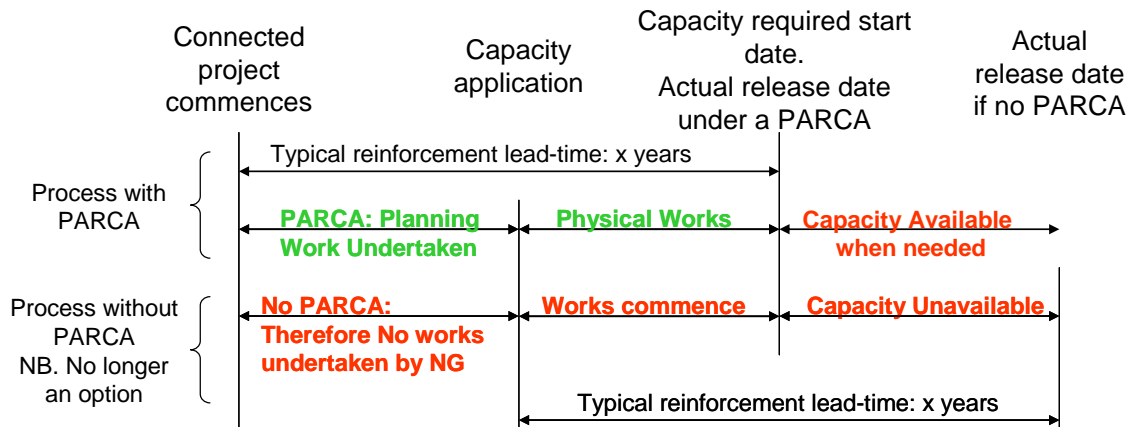 Connected
project
commences
Capacity
application
Capacity required start
date.
Actual release date
under a PARCA
Actual
release date
if no PARCA
Typical reinforcement lead-time: x years
Process with
PARCA
PARCA: Planning
Work Undertaken
Physical Works
Capacity Available
when needed
Process without
PARCA
NB. No longer
an option
No PARCA:
Therefore No works
undertaken by NG
Works commence
Capacity Unavailable
Typical reinforcement lead-time: x years